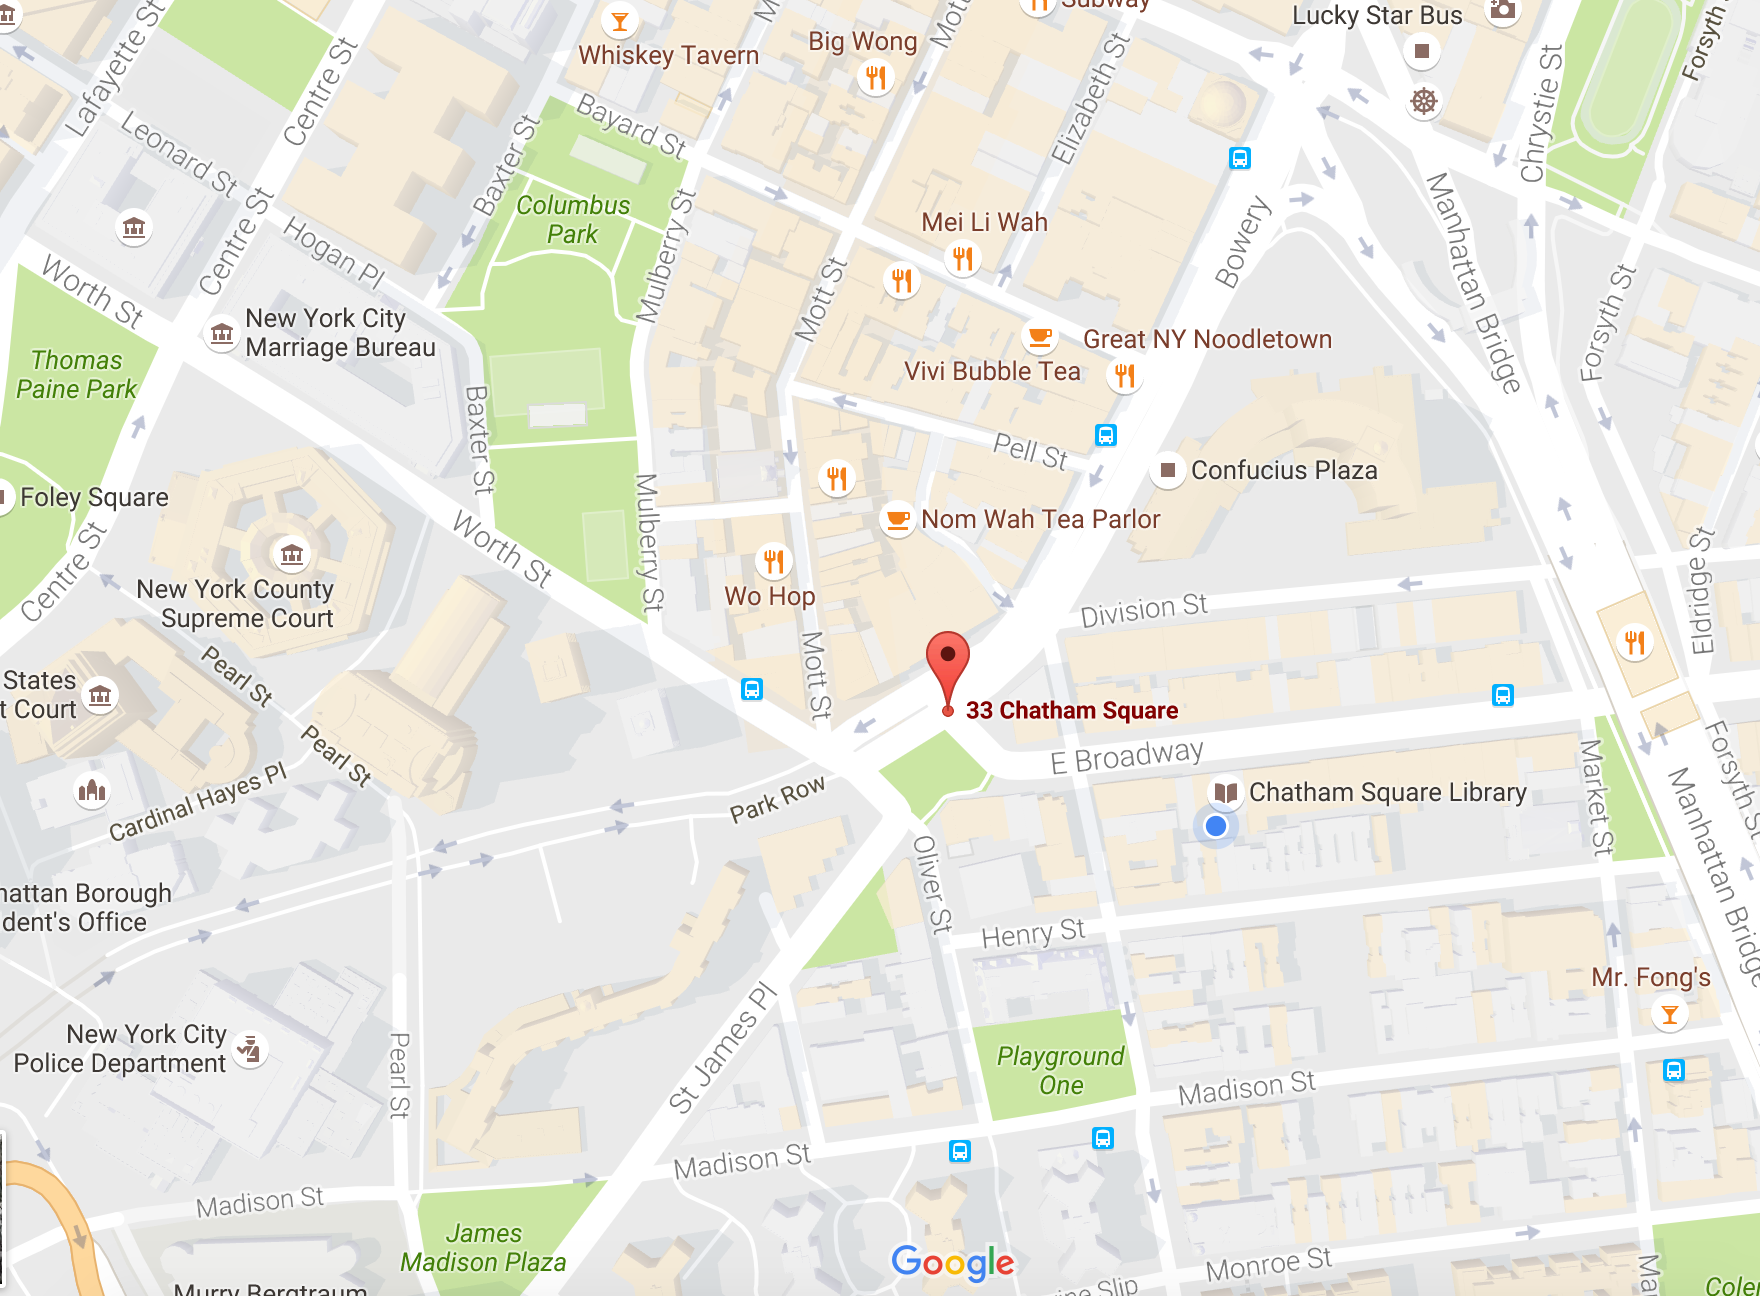 Subway
Lucky Star Bus
Big Wong
Whiskey Tavern
Lafayette St
Centre St
Mott
Elizabeth St
Chrystie St
Forsyth
Bayard St
Leonard St
Baxter St
Columbus
Park
Mulberry St
Mei Li Wah
Bowery
Manhattan Bridge
Centre St
Hogan Pl
Worth St
Mott St
Forsyth St
New York City
Marriage Bureau
Great NY Noodletown
Vivi Bubble Tea
Thomas
Paine Park
Baxter St
Pell St
Confucius Plaza
Foley Square
Mulberry St
Worth St
Nom Wah Tea Parlor
Centre St
New York County
Supreme Court
Wo Hop
Division St
Eldridge St
Pearl St
States
t Court
Mott St
33 Chatham Square
Pearl St
E Broadway
Market St
Forsyth St
Cardinal Hayes Pl
Park Row
Chatham Square Library
Manhattan Bridge
Oliver St
hattan Borough
dent's Office
Henry St
Mr. Fong's
New York City
Police Department
Pearl St
St James Pl
Playground
One
Madison St
Madison St
Madison St
James
Madison Plaza
Google
Monroe St
Slip
Ma
Murry Bergtraum
Coler